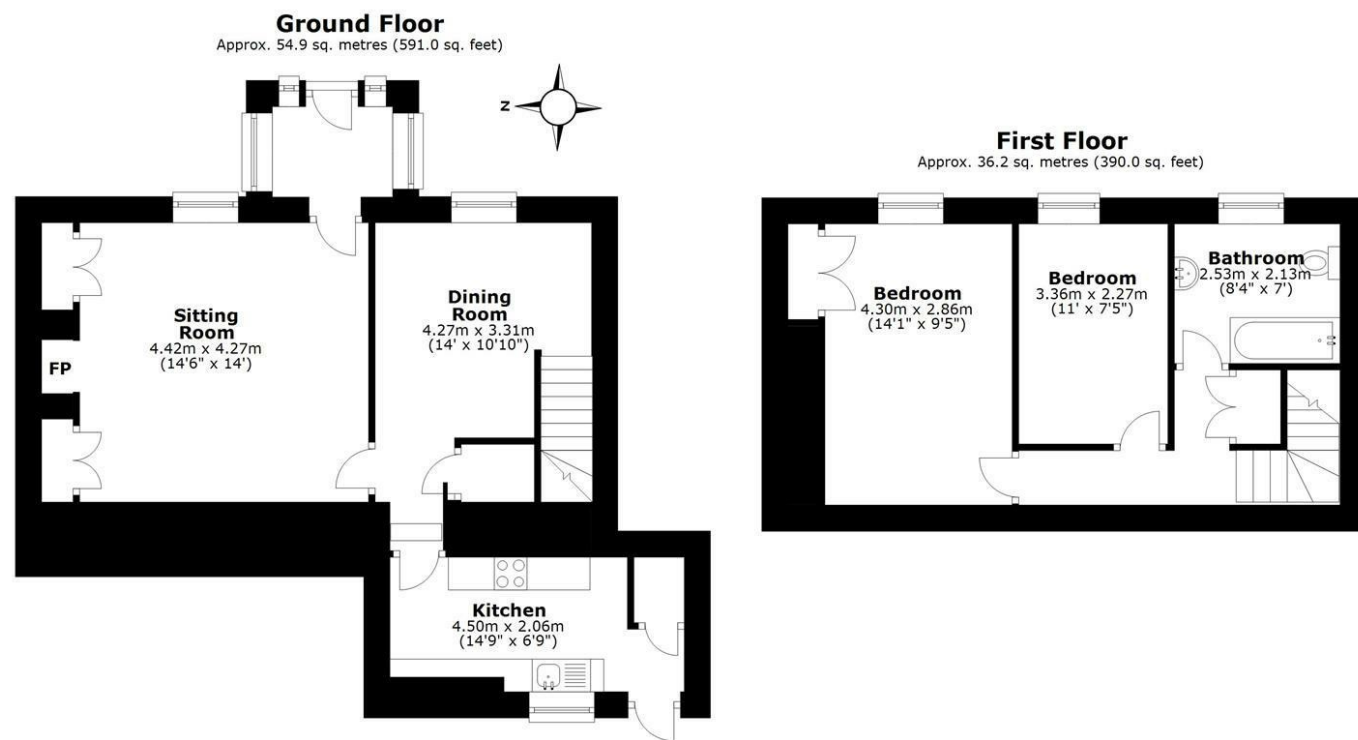 Ground Floor
Approx. 54.9 sq. metres (591.0 sq. feet)
N
Sitting
Room
4.42m x 4.27m
(14'6" x 14')
FP
Dining
Room
4.27m x 3.31m
(14' x 10'10")
Kitchen
4.50m x 2.06m
(14'9" x 6'9")
First Floor
Approx. 36.2 sq. metres (390.0 sq. feet)
Bedroom
4.30m x 2.86m
(14'1" x 9'5")
Bedroom
3.36m x 2.27m
(11' x 7'5")
Bathroom
2.53m x 2.13m
(8'4" x 7')